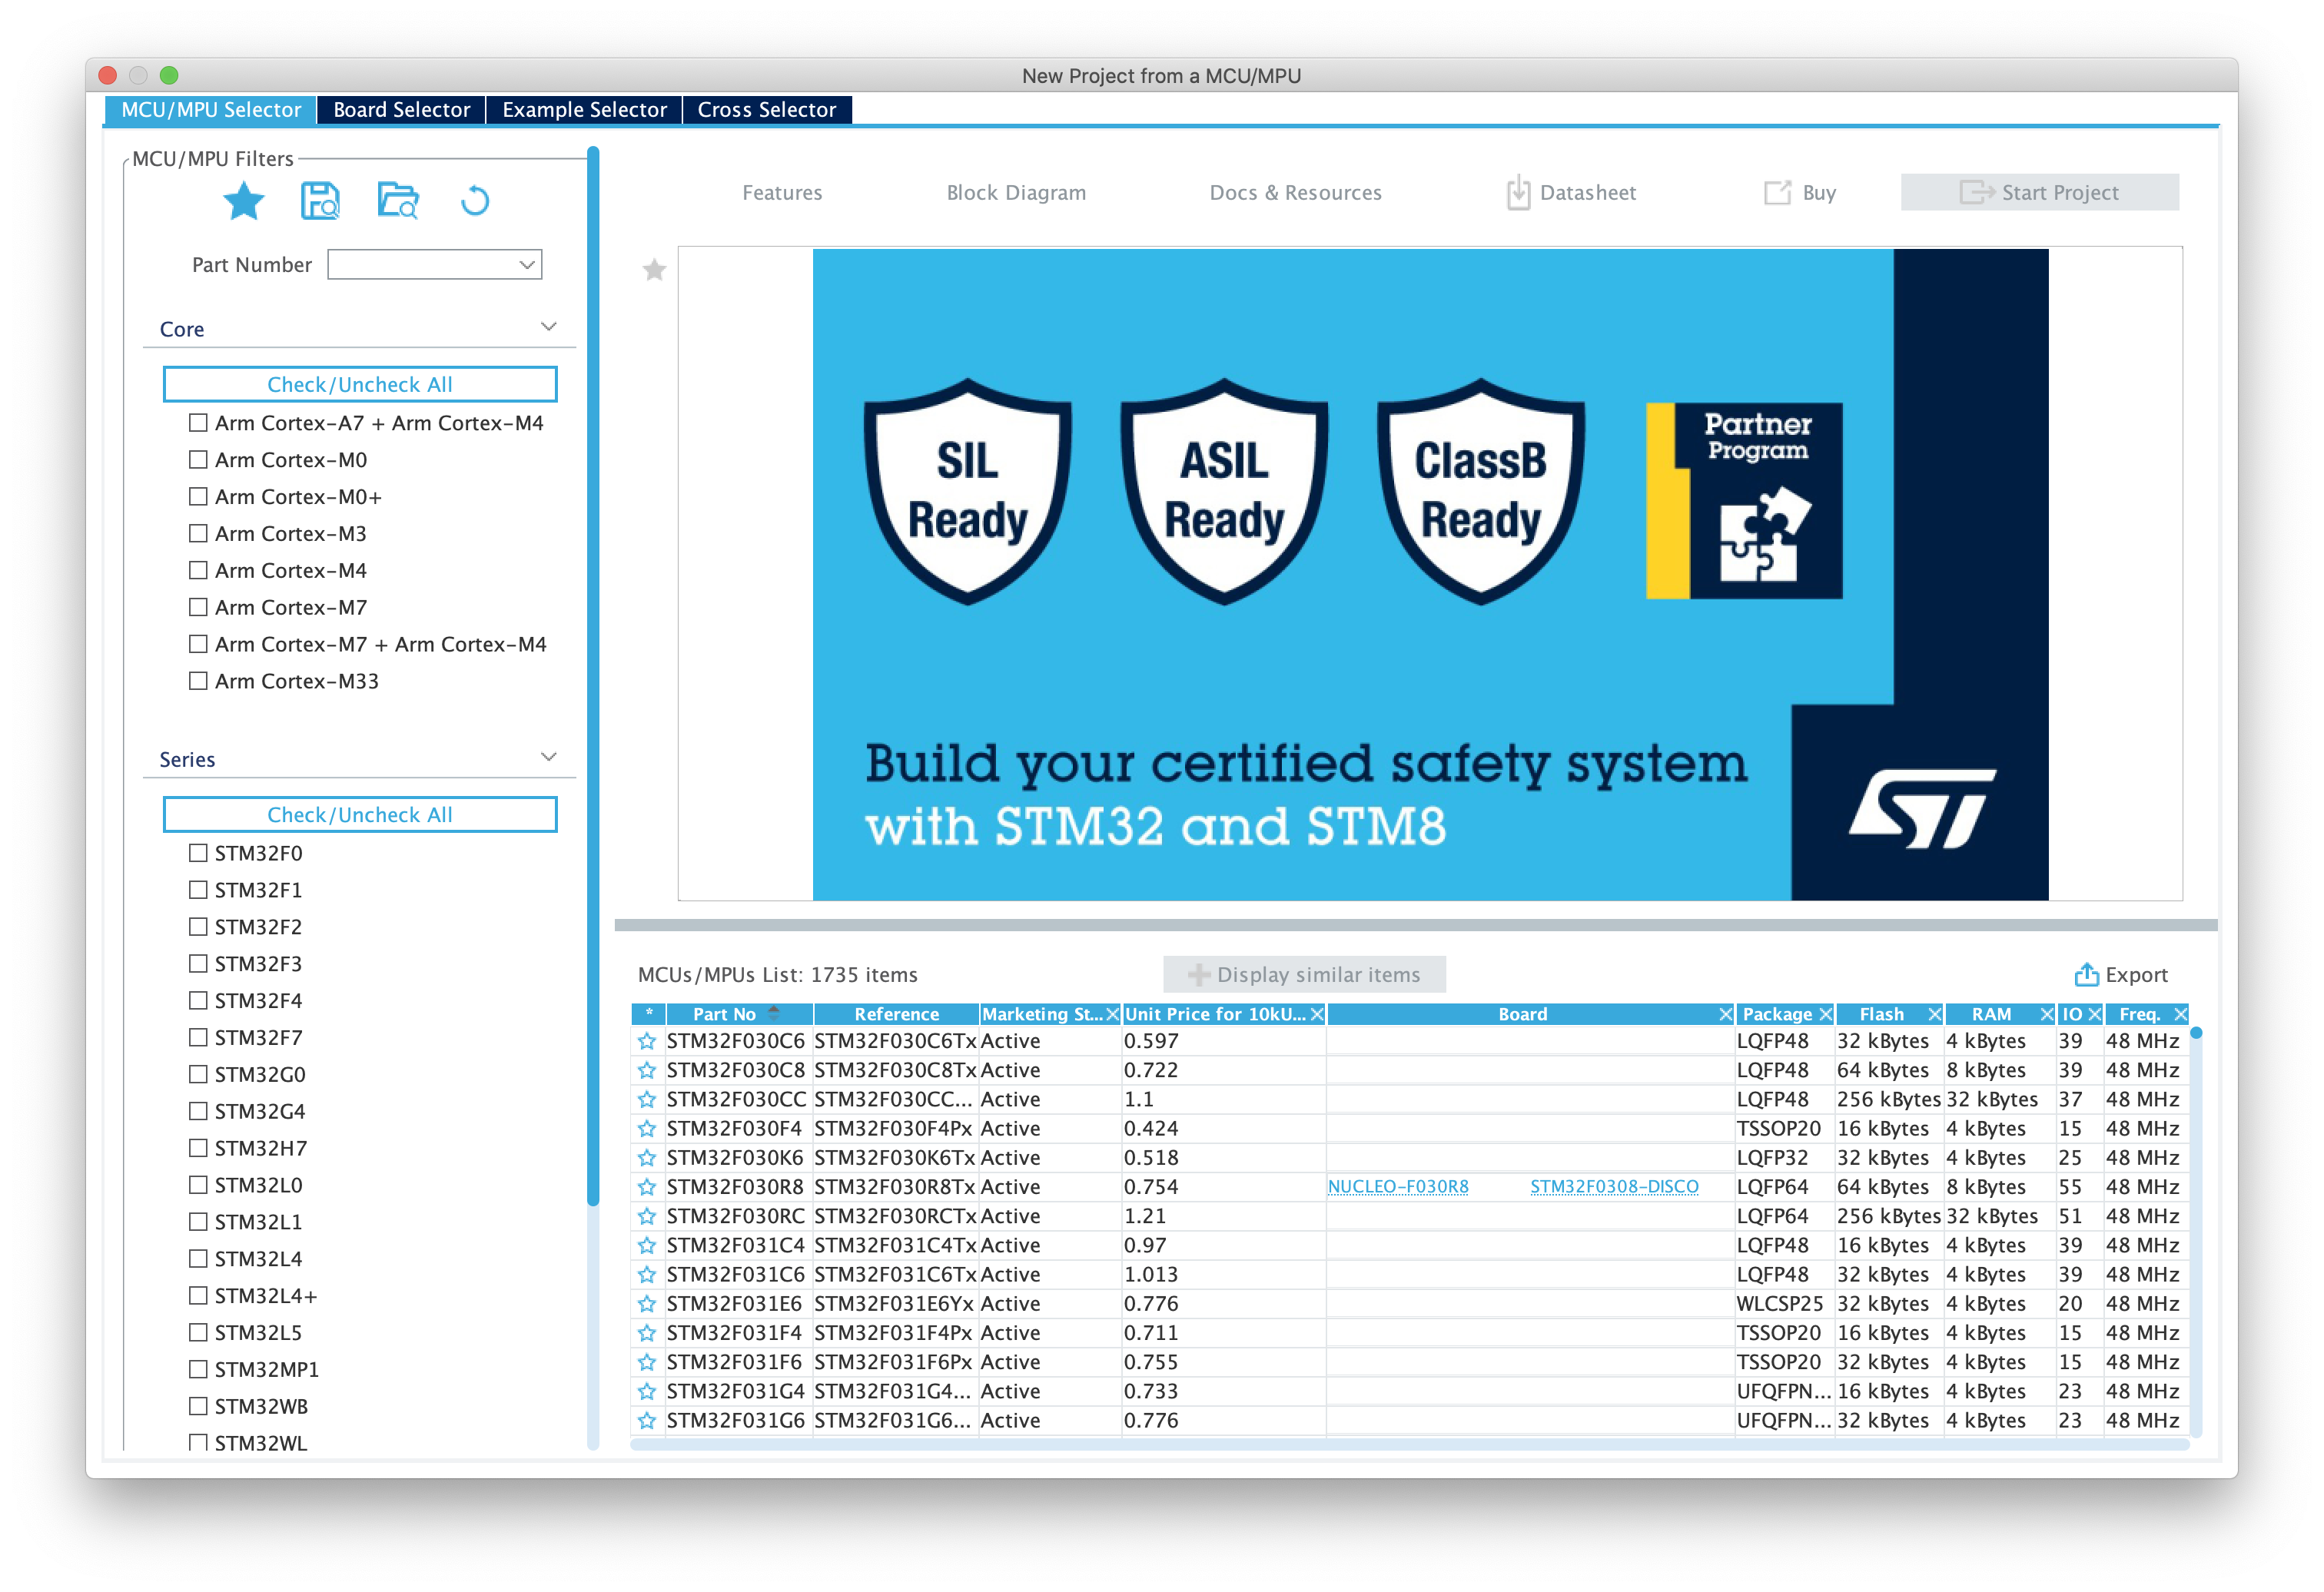 New Project from a MCU/MPU
MCU/MPU Selector Board Selector Example Selector Cross Selector
MCU/MPU Filters
Part Number
Core
Check/Uncheck All
Arm Cortex-A7 + Arm Cortex-M4
Arm Cortex-M0
Arm Cortex-M0+
Arm Cortex-M3
Arm Cortex-M4
Arm Cortex-M7
Arm Cortex-M7 + Arm Cortex-M4
Arm Cortex-M33
Series
Check/Uncheck All
STM32F0
STM32F1
STM32F2
STM32F3
STM32F4
STM32F7
STM32G0
STM32G4
STM32H7
STM32L0
STM32L1
STM32L4
STM32L4+
STM32L5
STM32MP1
STM32WB
STM32WL
Features Block Diagram Docs & Resources Datasheet Buy Start Project
SIL Ready
ASIL Ready
ClassB Ready
Partner Program
Build your certified safety system
with STM32 and STM8
ST
MCUs/MPUs List: 1735 items Display similar items Export
* Part No Reference Marketing St... Unit Price for 10kU... Board Package Flash RAM IO Freq.
STM32F030C6 STM32F030C6Tx Active 0.597 LQFP48 32 kBytes 4 kBytes 39 48 MHz
STM32F030C8 STM32F030C8Tx Active 0.722 LQFP48 64 kBytes 8 kBytes 39 48 MHz
STM32F030CC STM32F030CC... Active 1.1 LQFP48 256 kBytes 32 kBytes 37 48 MHz
STM32F030F4 STM32F030F4Px Active 0.424 TSSOP20 16 kBytes 4 kBytes 15 48 MHz
STM32F030K6 STM32F030K6Tx Active 0.518 LQFP32 32 kBytes 4 kBytes 25 48 MHz
STM32F030R8 STM32F030R8Tx Active 0.754 NUCLEO-F030R8 STM32F0308-DISCO LQFP64 64 kBytes 8 kBytes 55 48 MHz
STM32F030RC STM32F030RCTx Active 1.21 LQFP64 256 kBytes 32 kBytes 51 48 MHz
STM32F031C4 STM32F031C4Tx Active 0.97 LQFP48 16 kBytes 4 kBytes 39 48 MHz
STM32F031C6 STM32F031C6Tx Active 1.013 LQFP48 32 kBytes 4 kBytes 39 48 MHz
STM32F031E6 STM32F031E6Yx Active 0.776 WLCSP25 32 kBytes 4 kBytes 20 48 MHz
STM32F031F4 STM32F031F4Px Active 0.711 TSSOP20 16 kBytes 4 kBytes 15 48 MHz
STM32F031F6 STM32F031F6Px Active 0.755 TSSOP20 32 kBytes 4 kBytes 15 48 MHz
STM32F031G4 STM32F031G4... Active 0.733 UFQFPN... 16 kBytes 4 kBytes 23 48 MHz
STM32F031G6 STM32F031G6... Active 0.776 UFQFPN... 32 kBytes 4 kBytes 23 48 MHz